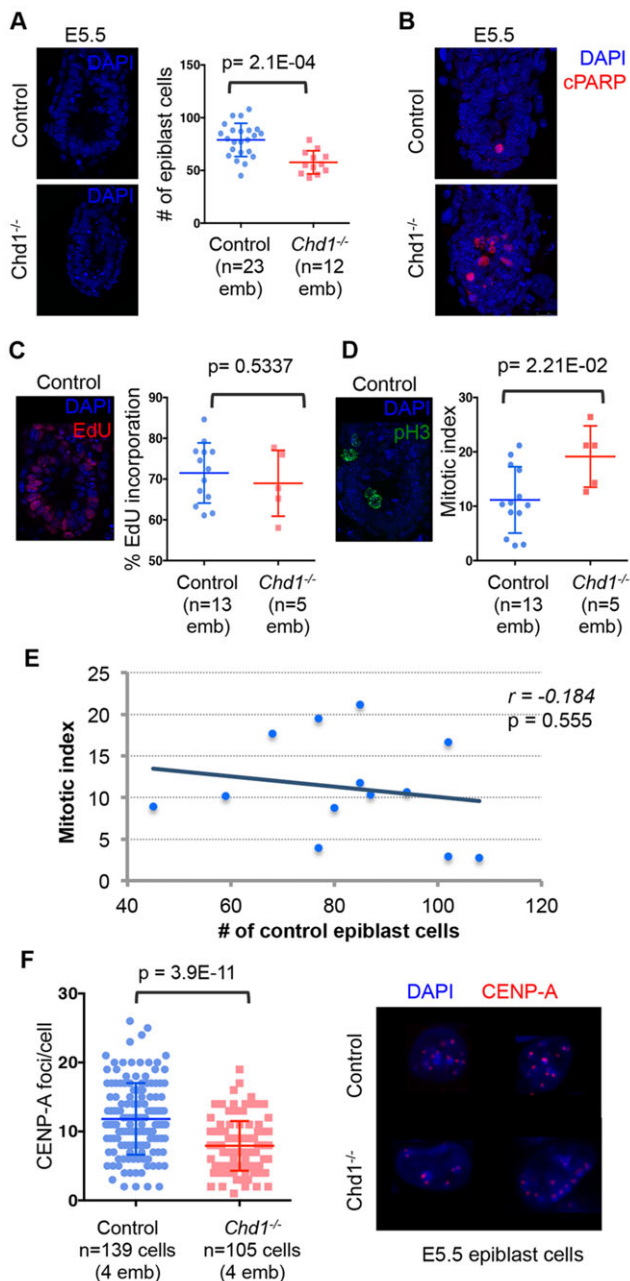 A
E5.5
DAPI
Control
DAPI
Chd1-/-
p= 2.1E-04
# of epiblast cells
150
100
50
0
Control
(n=23
emb)
Chd1-/-
(n=12
emb)
B
E5.5
DAPI
cPARP
Control
Chd1-/-
C
Control
DAPI
EdU
p= 0.5337
% EdU incorporation
90
80
70
60
50
Control
(n=13
emb)
Chd1-/-
(n=5
emb)
D
Control
DAPI
pH3
p= 2.21E-02
Mitotic index
30
20
10
0
Control
(n=13
emb)
Chd1-/-
(n=5
emb)
E
Mitotic index
25
20
15
10
5
0
r = -0.184
p = 0.555
40 60 80 100 120
# of control epiblast cells
F
p = 3.9E-11
CENP-A foci/cell
30
20
10
0
Control
n=139 cells
(4 emb)
Chd1-/-
n=105 cells
(4 emb)
DAPI CENP-A
Control
Chd1-/-
E5.5 epiblast cells